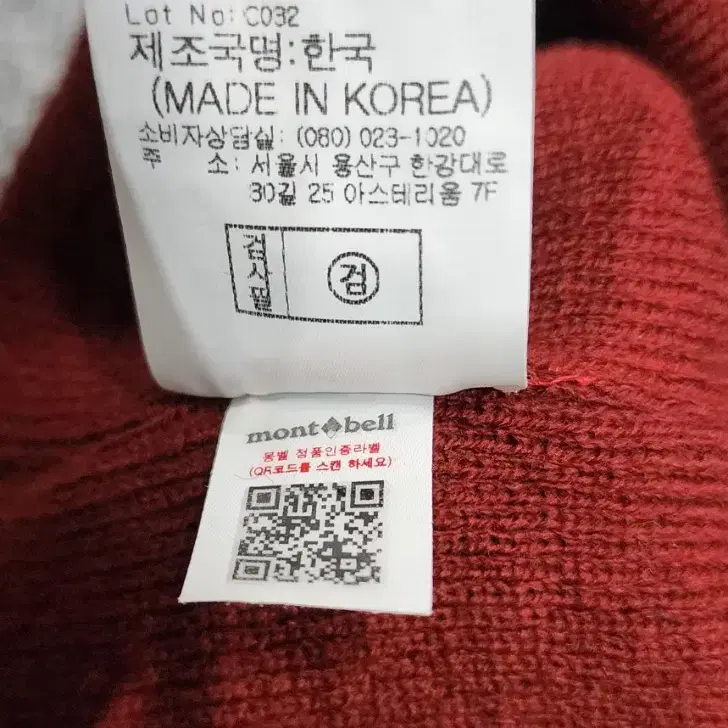 Lot No: C032
제조국명:한국
(MADE IN KOREA)
소비자상담실: (080) 023-1020
주 소: 서울시 용산구 한강대로
30길 25 아스테리움 7F
검사필
검
mont bell
몽벨 정품인증라벨
(QR코드를 스캔 하세요)